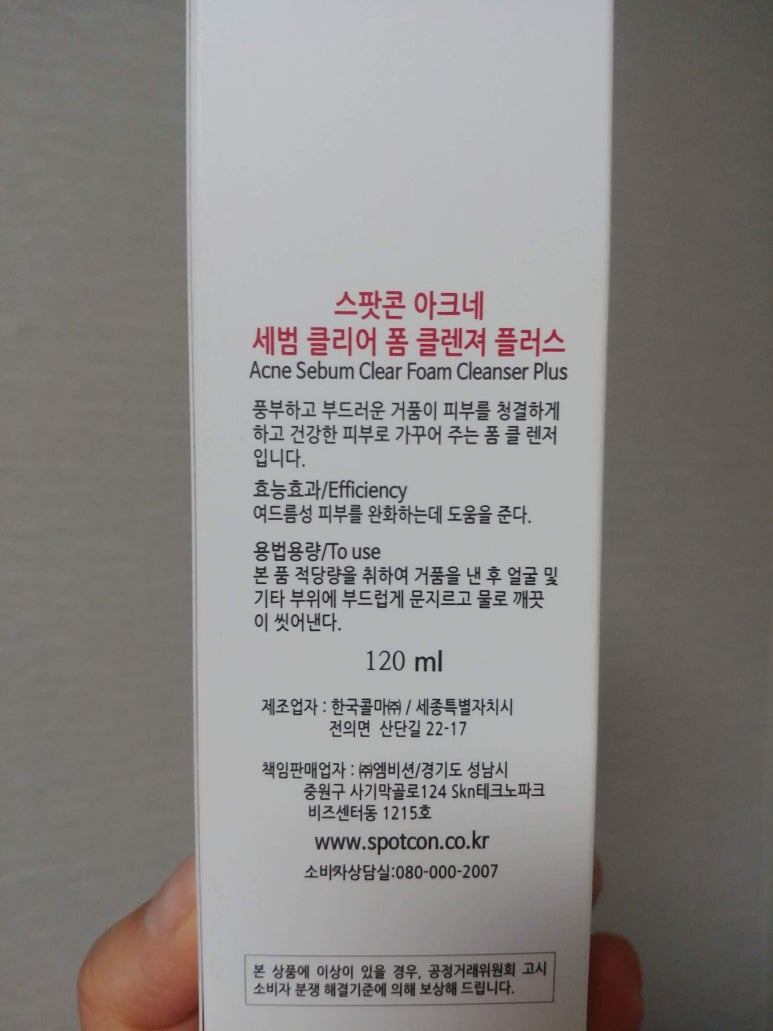 스팟콘 아크네
세범 클리어 폼 클렌져 플러스
Acne Sebum Clear Foam Cleanser Plus
풍부하고 부드러운 거품이 피부를 청결하게
하고 건강한 피부로 가꾸어 주는 폼 클 렌저
입니다.
효능효과/Efficiency
여드름성 피부를 완화하는데 도움을 준다.
용법용량/To use
본 품 적당량을 취하여 거품을 낸 후 얼굴 및
기타 부위에 부드럽게 문지르고 물로 깨끗
이 씻어낸다.
120 ml
제조업자 : 한국콜마㈜ / 세종특별자치시
전의면 산단길 22-17
책임판매업자 : ㈜엠비션/경기도 성남시
중원구 사기막골로124 Skn테크노파크
비즈센터동 1215호
www.spotcon.co.kr
소비자상담실:080-000-2007
본 상품에 이상이 있을 경우, 공정거래위원회 고시
소비자 분쟁 해결기준에 의해 보상해 드립니다.